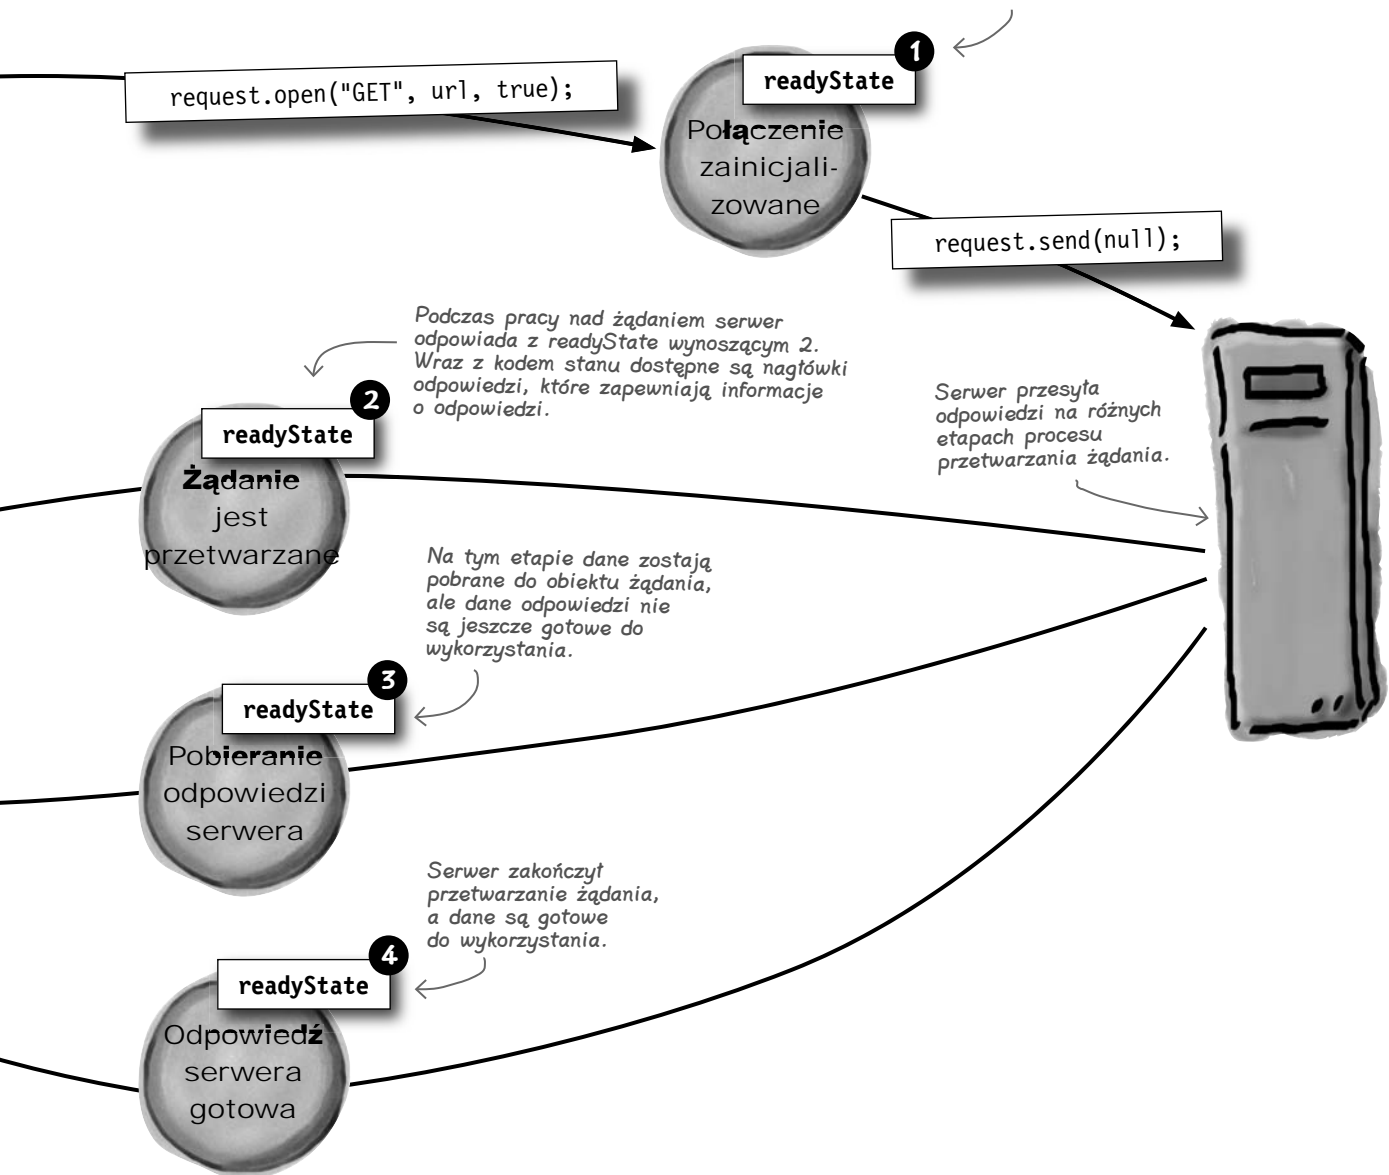 1
readyState
request.open("GET", url, true);
Połączenie
zainicjali-
zowane
request.send(null);
Podczas pracy nad żądaniem serwer
odpowiada z readyState wynoszącym 2.
Wraz z kodem stanu dostępne są nagłówki
odpowiedzi, które zapewniają informacje
o odpowiedzi.
Serwer przesyła
odpowiedzi na różnych
etapach procesu
przetwarzania żądania.
2
readyState
Żądanie
jest
przetwarzane
Na tym etapie dane zostają
pobrane do obiektu żądania,
ale dane odpowiedzi nie
są jeszcze gotowe do
wykorzystania.
3
readyState
Pobieranie
odpowiedzi
serwera
Serwer zakończył
przetwarzanie żądania,
a dane są gotowe
do wykorzystania.
4
readyState
Odpowiedź
serwera
gotowa